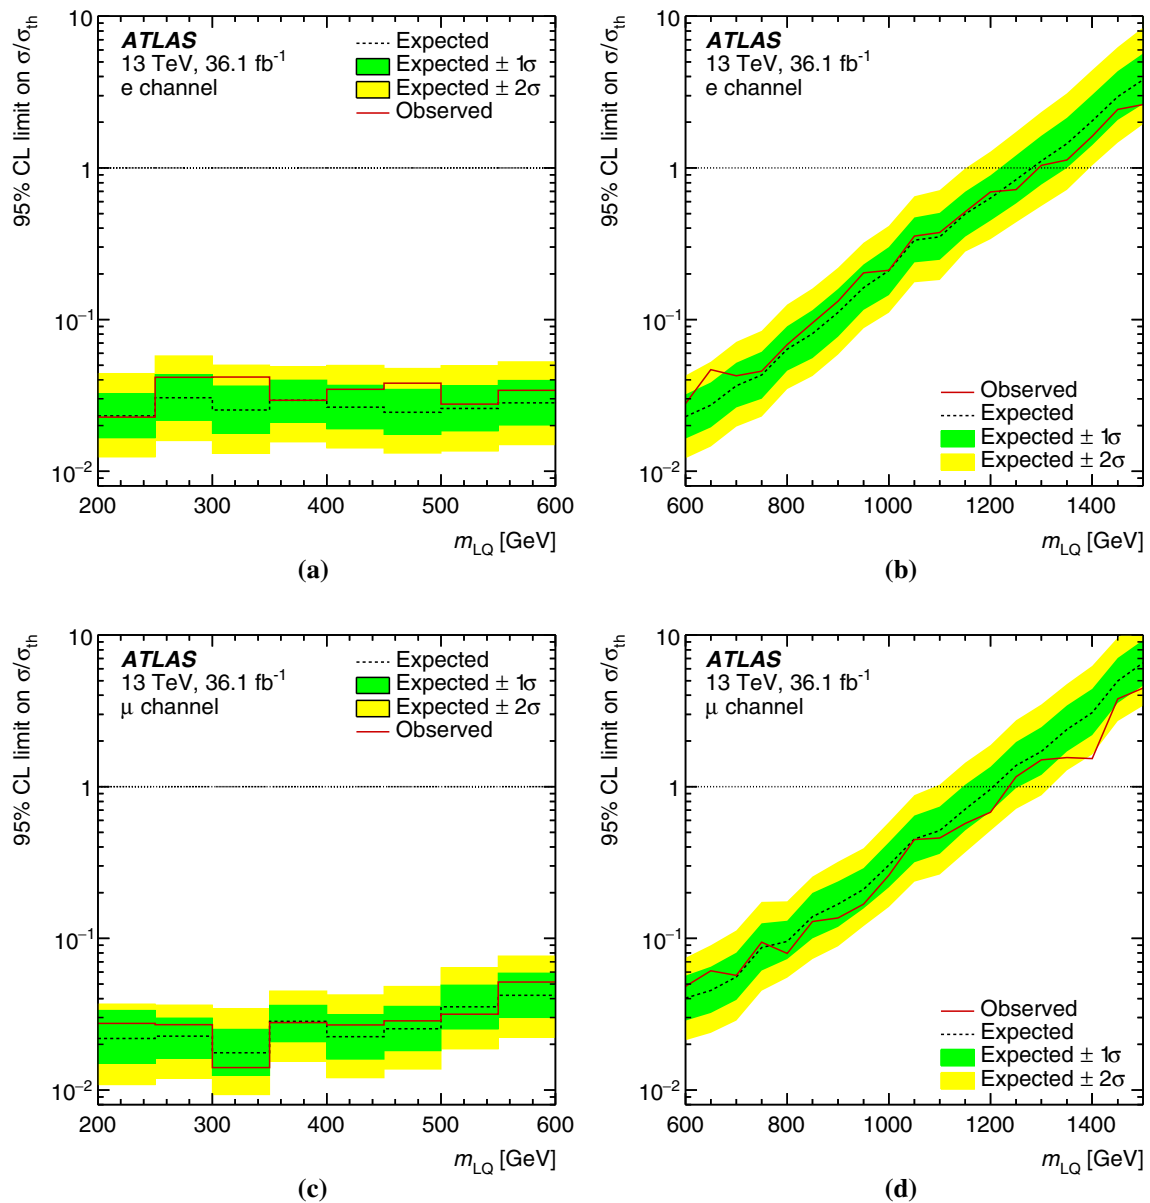 95% CL limit on σ/σth
10
1
10⁻¹
10⁻²
ATLAS
13 TeV, 36.1 fb⁻¹
e channel
Expected
Expected ± 1σ
Expected ± 2σ
Observed
200
300
400
500
600
mLQ [GeV]
(a)
95% CL limit on σ/σth
10
1
10⁻¹
10⁻²
ATLAS
13 TeV, 36.1 fb⁻¹
e channel
Observed
Expected
Expected ± 1σ
Expected ± 2σ
600
800
1000
1200
1400
mLQ [GeV]
(b)
95% CL limit on σ/σth
10
1
10⁻¹
10⁻²
ATLAS
13 TeV, 36.1 fb⁻¹
μ channel
Expected
Expected ± 1σ
Expected ± 2σ
Observed
200
300
400
500
600
mLQ [GeV]
(c)
95% CL limit on σ/σth
10
1
10⁻¹
10⁻²
ATLAS
13 TeV, 36.1 fb⁻¹
μ channel
Observed
Expected
Expected ± 1σ
Expected ± 2σ
600
800
1000
1200
1400
mLQ [GeV]
(d)